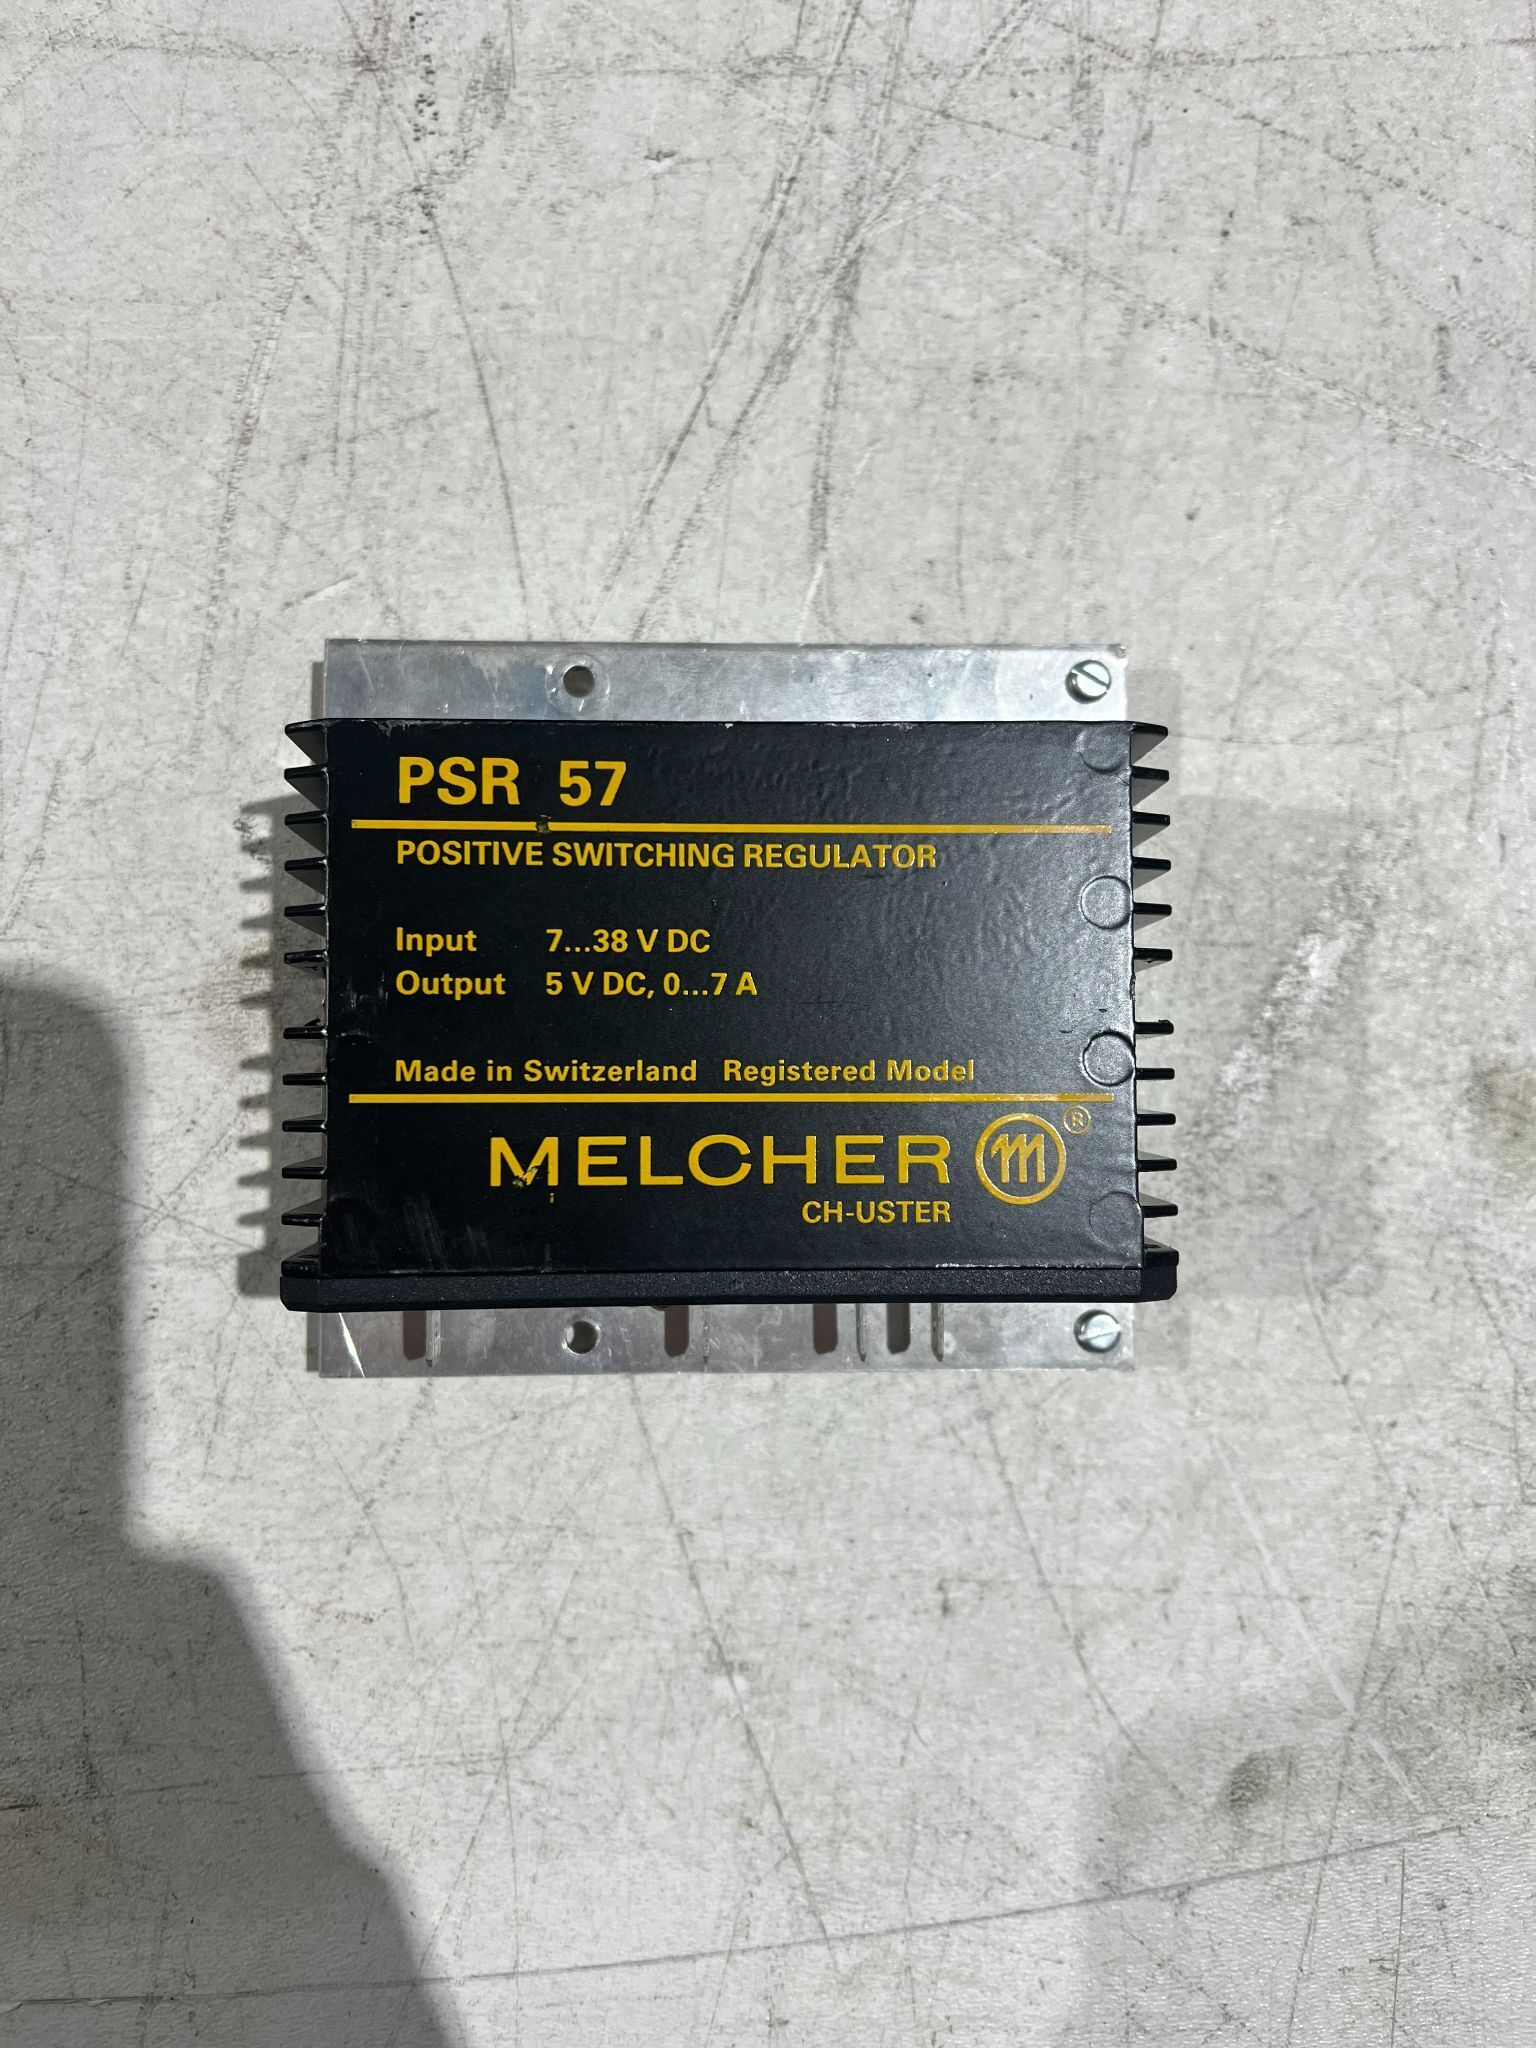 PSR 57
POSITIVE SWITCHING REGULATOR
Input 7...38 V DC
Output 5 V DC, 0...7 A
Made in Switzerland Registered Model
MELCHER m ®
CH-USTER